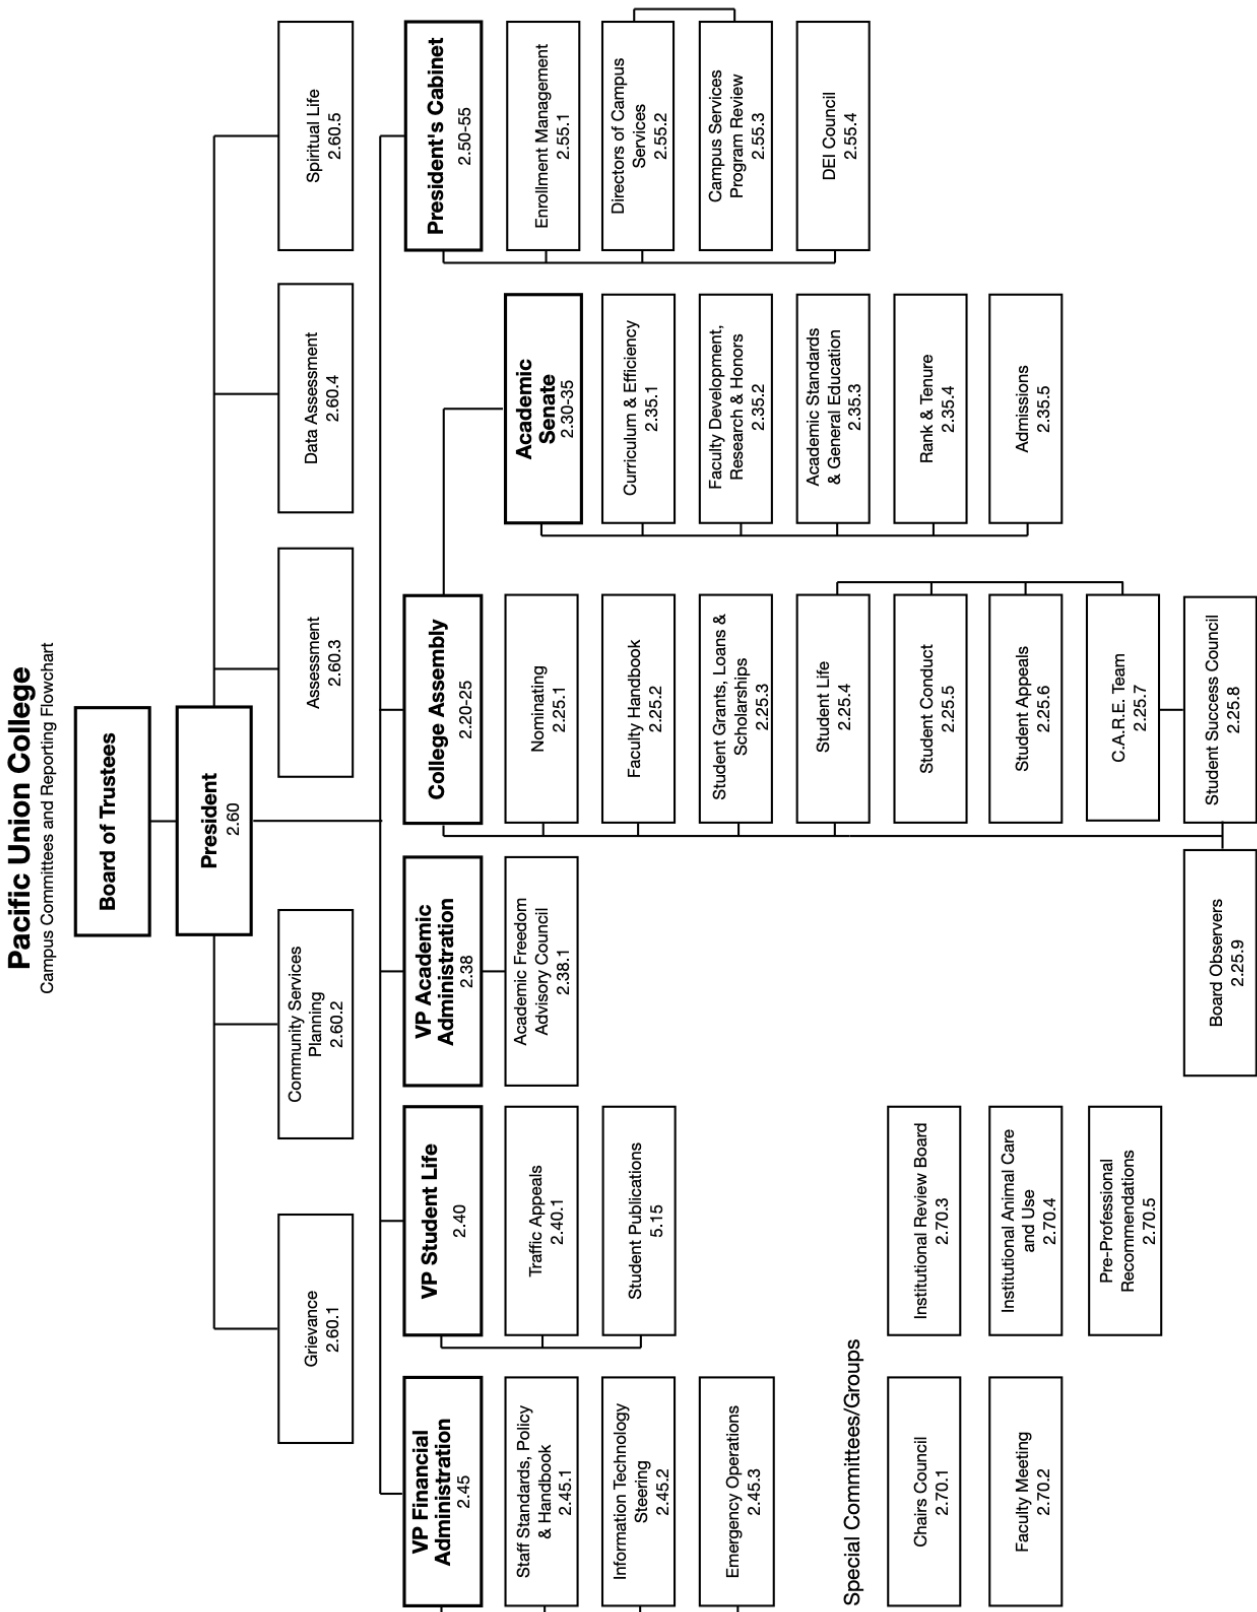 Pacific Union College
Campus Committees and Reporting Flowchart
Board of Trustees
President
2.60
Grievance
2.60.1
Community Services
Planning
2.60.2
Assessment
2.60.3
Data Assessment
2.60.4
Spiritual Life
2.60.5
VP Financial
Administration
2.45
Staff Standards, Policy
& Handbook
2.45.1
Information Technology
Steering
2.45.2
Emergency Operations
2.45.3
VP Student Life
2.40
Traffic Appeals
2.40.1
Student Publications
5.15
VP Academic
Administration
2.38
Academic Freedom
Advisory Council
2.38.1
College Assembly
2.20-25
Nominating
2.25.1
Faculty Handbook
2.25.2
Student Grants, Loans &
Scholarships
2.25.3
Student Life
2.25.4
Student Conduct
2.25.5
Student Appeals
2.25.6
C.A.R.E. Team
2.25.7
Student Success Council
2.25.8
Board Observers
2.25.9
Academic
Senate
2.30-35
Curriculum & Efficiency
2.35.1
Faculty Development,
Research & Honors
2.35.2
Academic Standards
& General Education
2.35.3
Rank & Tenure
2.35.4
Admissions
2.35.5
President's Cabinet
2.50-55
Enrollment Management
2.55.1
Directors of Campus
Services
2.55.2
Campus Services
Program Review
2.55.3
DEI Council
2.55.4
Special Committees/Groups
Chairs Council
2.70.1
Faculty Meeting
2.70.2
Institutional Review Board
2.70.3
Institutional Animal Care
and Use
2.70.4
Pre-Professional
Recommendations
2.70.5